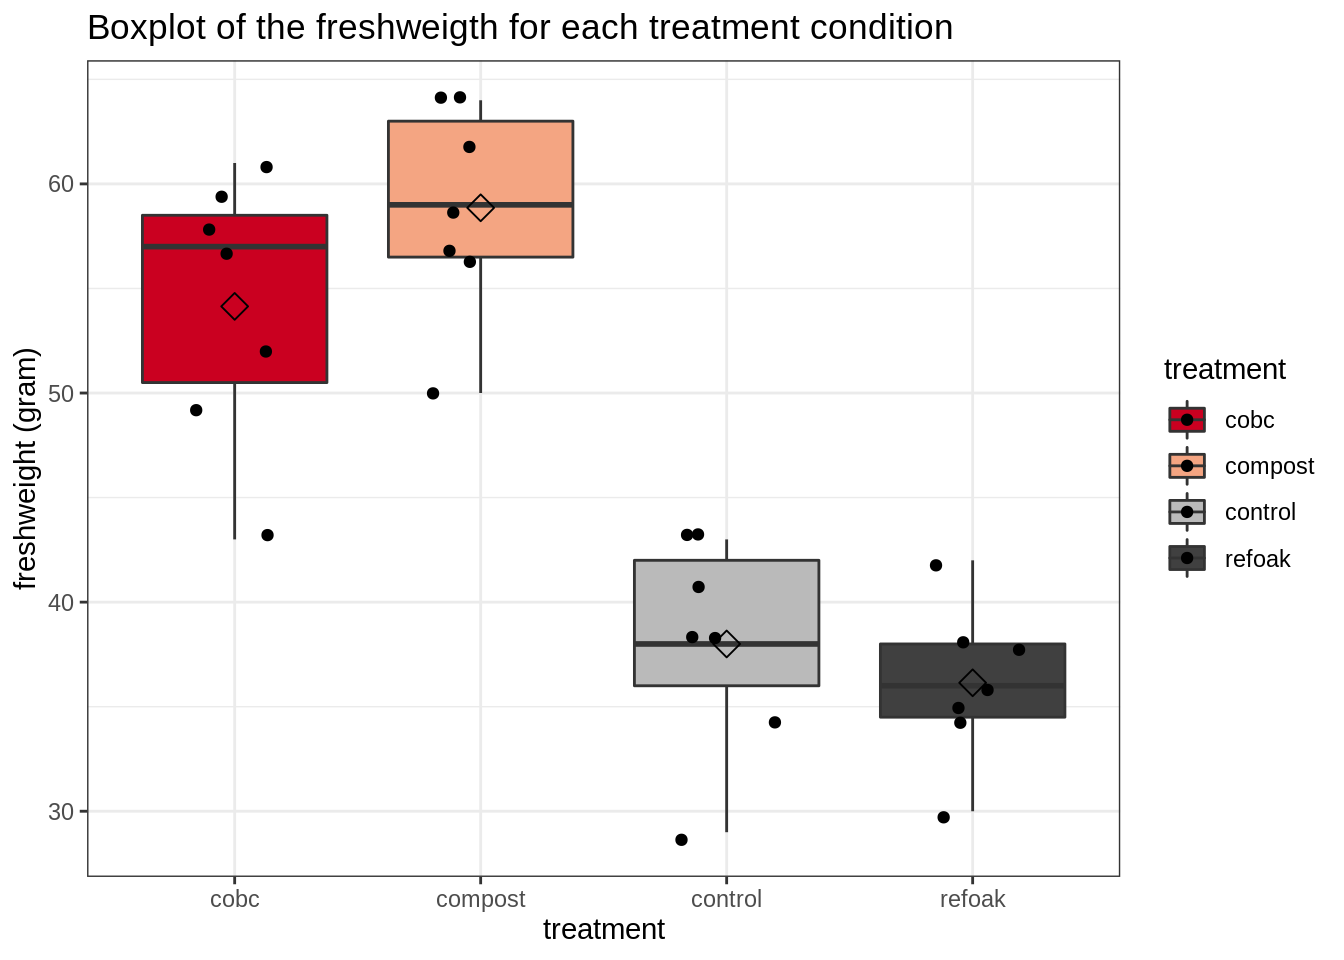 Boxplot of the freshweigth for each treatment condition
freshweight (gram)
60
50
40
30
cobc
compost
control
refoak
treatment
treatment
cobc
compost
control
refoak